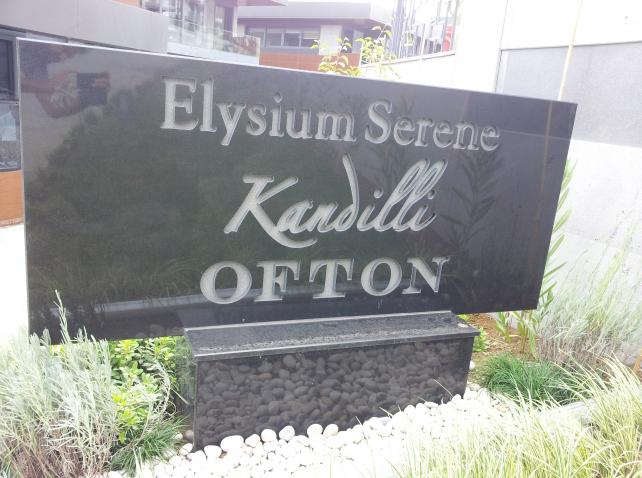 Elysium Serene
Kandilli
OFTON